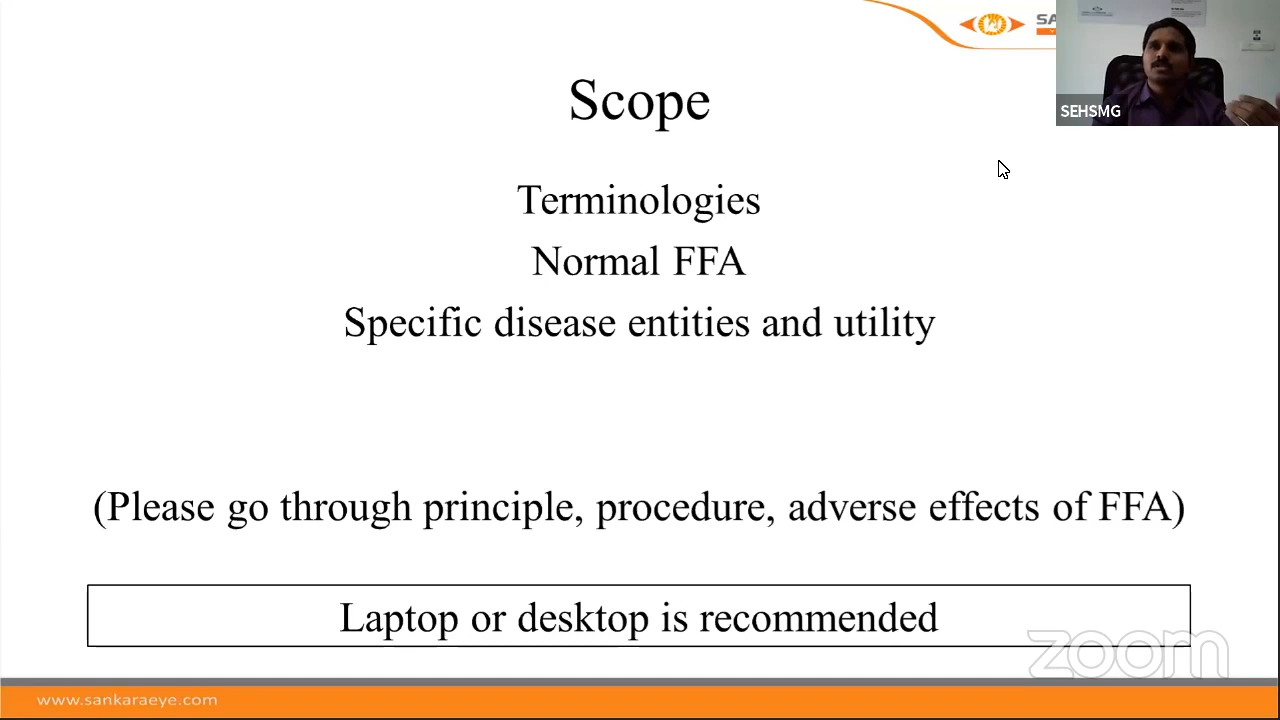 SA
SEHSMG
Scope
Terminologies
Normal FFA
Specific disease entities and utility
(Please go through principle, procedure, adverse effects of FFA)
Laptop or desktop is recommended
zoom
www.sankaraeye.com